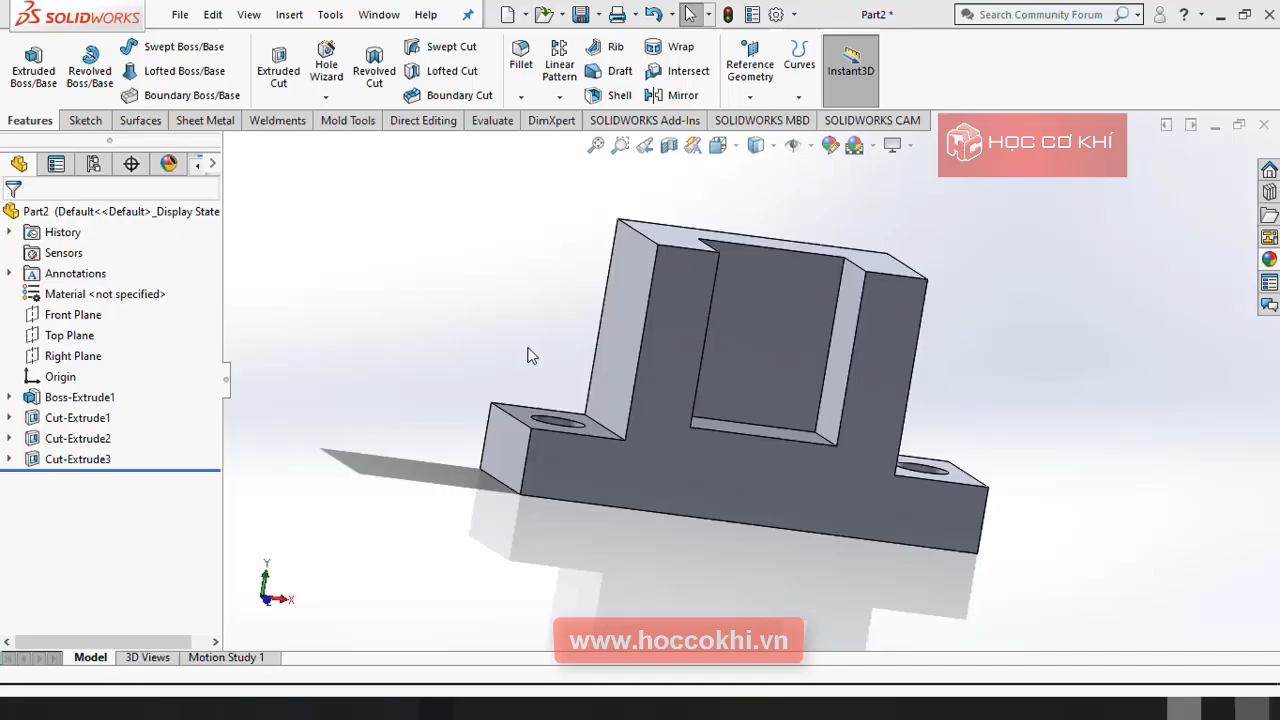 SOLIDWORKS
File Edit View Insert Tools Window Help
Part2 *
Search Community Forum
?
Extruded Boss/Base
Revolved Boss/Base
Swept Boss/Base
Lofted Boss/Base
Boundary Boss/Base
Extruded Cut
Hole Wizard
Revolved Cut
Swept Cut
Lofted Cut
Boundary Cut
Fillet
Linear Pattern
Rib
Draft
Shell
Wrap
Intersect
Mirror
Reference Geometry
Curves
Instant3D
Features Sketch Surfaces Sheet Metal Weldments Mold Tools Direct Editing Evaluate DimXpert SOLIDWORKS Add-Ins SOLIDWORKS MBD SOLIDWORKS CAM
HỌC CƠ KHÍ
Part2 (Default<<Default>_Display State
History
Sensors
Annotations
Material <not specified>
Front Plane
Top Plane
Right Plane
Origin
Boss-Extrude1
Cut-Extrude1
Cut-Extrude2
Cut-Extrude3
Y
X
Z
www.hoccokhi.vn
Model 3D Views Motion Study 1